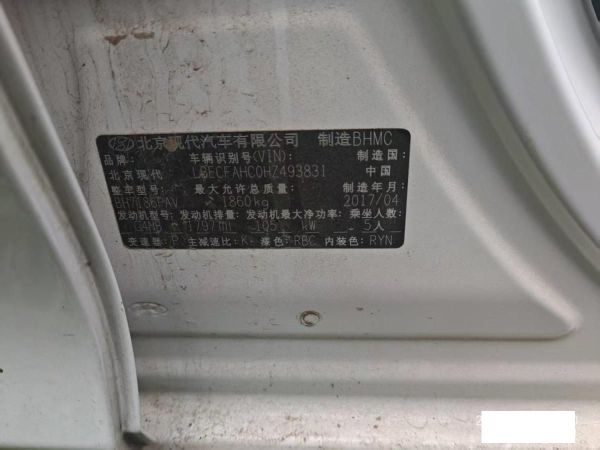 北京现代汽车有限公司 制造BHMC
品牌: 车辆识别号(VIN): 制造国:
北京现代 LBECFAHC0HZ493831 中国
整车型号: 最大允许总质量: 制造年月:
BH7186PAV 1860kg 2017/04
发动机型号: 发动机排量: 发动机最大净功率: 乘坐人数:
G4NB 1797ml 105 kW 5人
变速器:P 主减速比:K 漆色:RBC 内装色:RYN